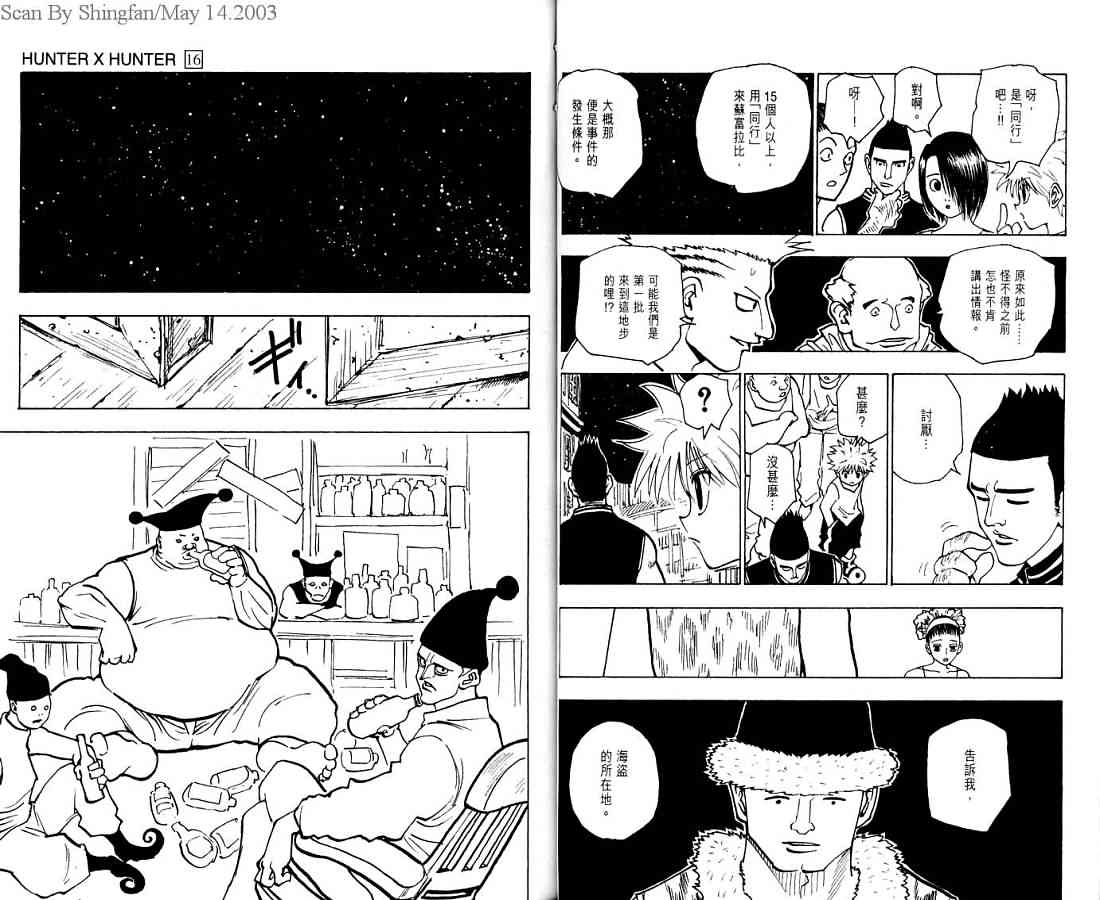 Scan By Shingfan/May 14.2003
HUNTER X HUNTER 16
呀，
是「同行」
吧…!!
對啊。
呀！
15個人以上，
用「同行」
來蘇富拉比，
大概那
便是事件的
發生條件。
原來如此……
怪不得之前
怎也不肯
講出情報。
可能我們是
第一批
來到這地步
的哩!?
討厭…
甚麼?
沒甚麼…
?
告訴我，
海盜
的所在地。
ギィ..